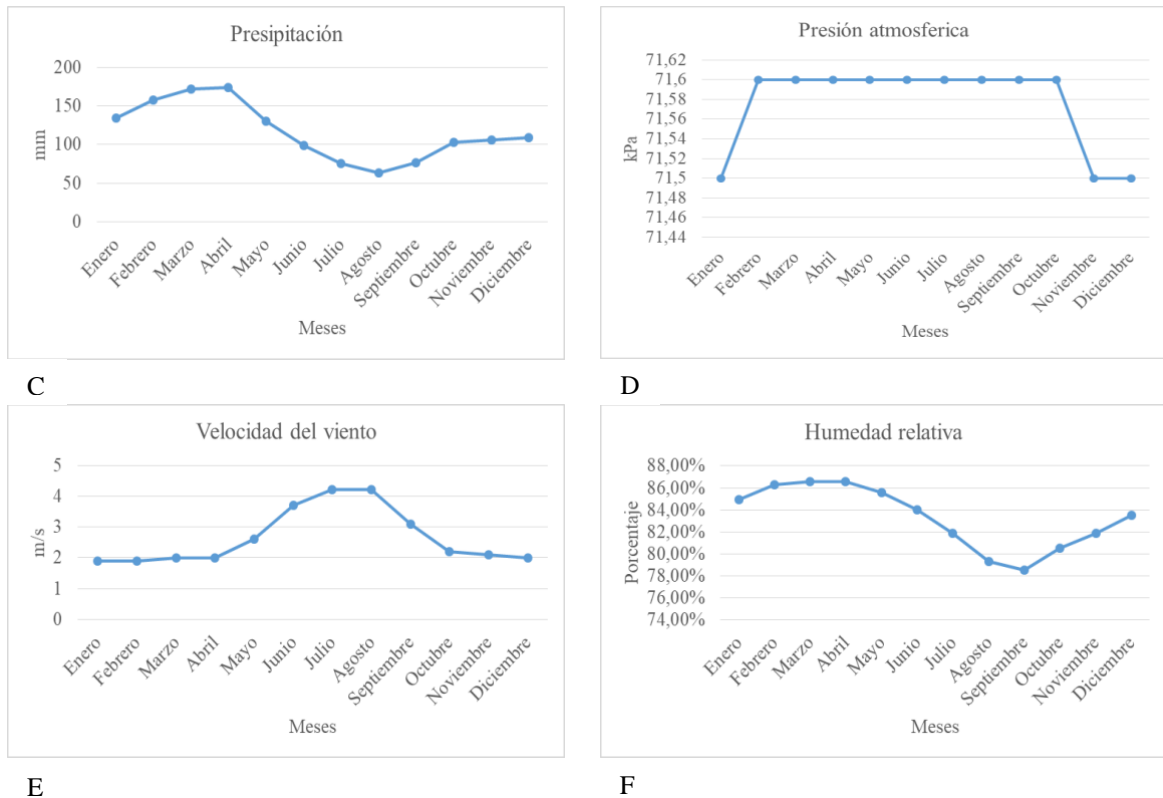 Presipitación
200
150
100
50
0
mm
Enero
Febrero
Marzo
Abril
Mayo
Junio
Julio
Agosto
Septiembre
Octubre
Noviembre
Diciembre
Meses
Presión atmosferica
71,62
71,6
71,58
71,56
71,54
71,52
71,5
71,48
71,46
71,44
kPa
Enero
Febrero
Marzo
Abril
Mayo
Junio
Julio
Agosto
Septiembre
Octubre
Noviembre
Diciembre
Meses
C
D
Velocidad del viento
5
4
3
2
1
0
m/s
Enero
Febrero
Marzo
Abril
Mayo
Junio
Julio
Agosto
Septiembre
Octubre
Noviembre
Diciembre
Meses
Humedad relativa
88,00%
86,00%
84,00%
82,00%
80,00%
78,00%
76,00%
74,00%
Porcentaje
Enero
Febrero
Marzo
Abril
Mayo
Junio
Julio
Agosto
Septiembre
Octubre
Noviembre
Diciembre
Meses
E
F